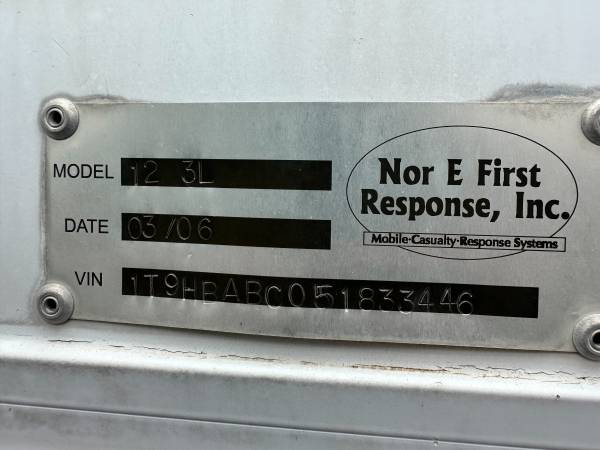 MODEL 12 3L
DATE 03/06
VIN 1T9HBABC051833446
Nor E First
Response, Inc.
Mobile-Casualty-Response Systems